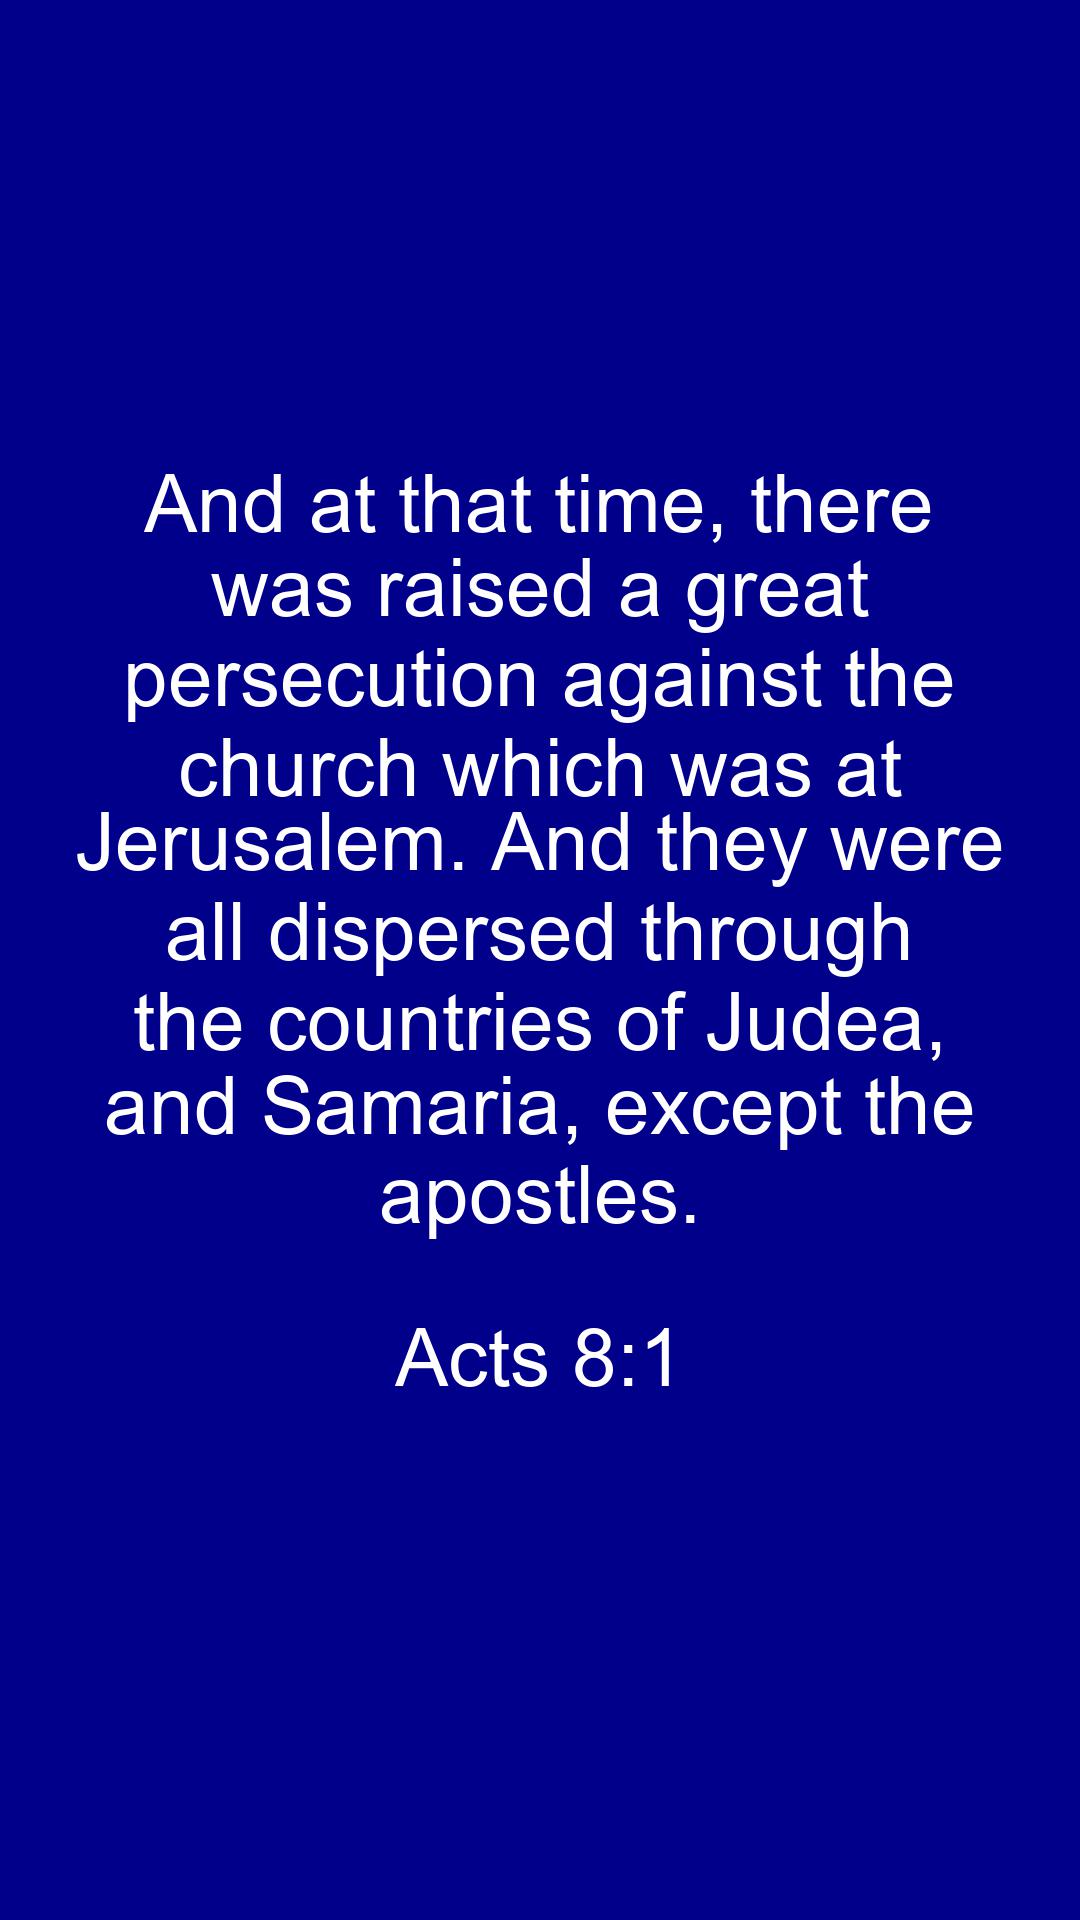 And at that time, there
was raised a great
persecution against the
church which was at
Jerusalem. And they were
all dispersed through
the countries of Judea,
and Samaria, except the
apostles.
Acts 8:1